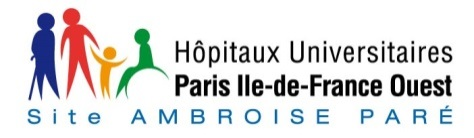 Hôpitaux Universitaires
Paris Ile-de-France Ouest
Site AMBROISE PARÉ